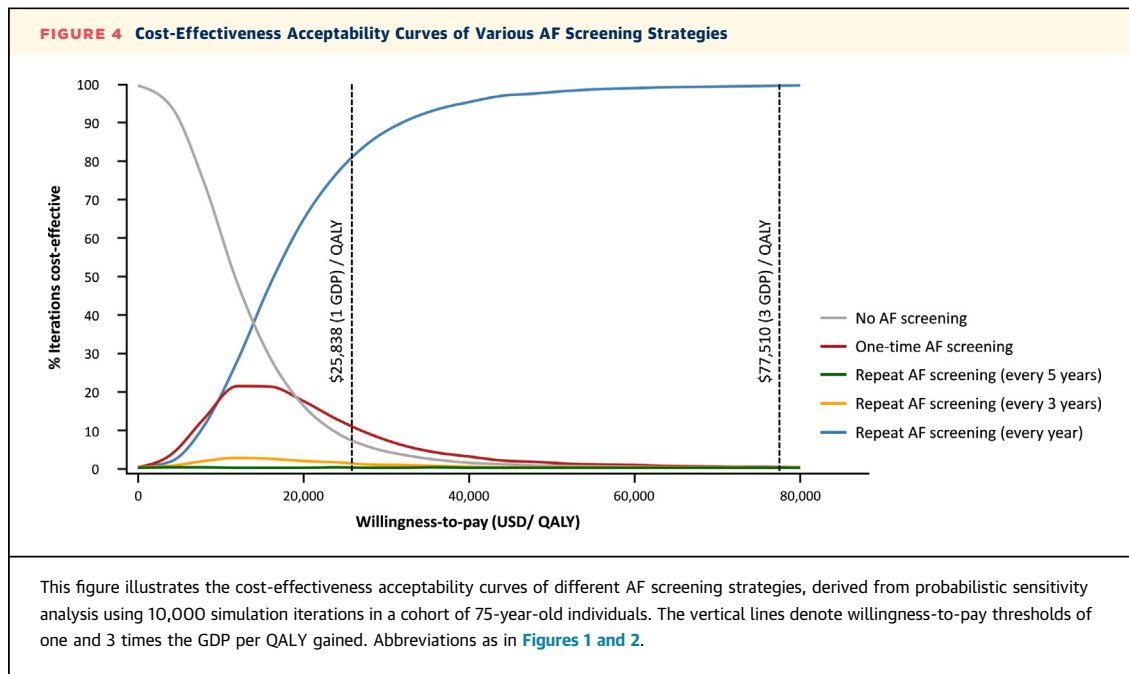 FIGURE 4 Cost-Effectiveness Acceptability Curves of Various AF Screening Strategies
% Iterions cost-effective
100
90
80
70
60
50
40
30
20
10
0
$25,838 (1 GDP) / QALY
$77,510 (3 GDP) / QALY
No AF screening
One-time AF screening
Repeat AF screening (every 5 years)
Repeat AF screening (every 3 years)
Repeat AF screening (every year)
0
20,000
40,000
60,000
80,000
Willingness-to-pay (USD/ QALY)
This figure illustrates the cost-effectiveness acceptability curves of different AF screening strategies, derived from probabilistic sensitivity
analysis using 10,000 simulation iterations in a cohort of 75-year-old individuals. The vertical lines denote willingness-to-pay thresholds of
one and 3 times the GDP per QALY gained. Abbreviations as in Figures 1 and 2.